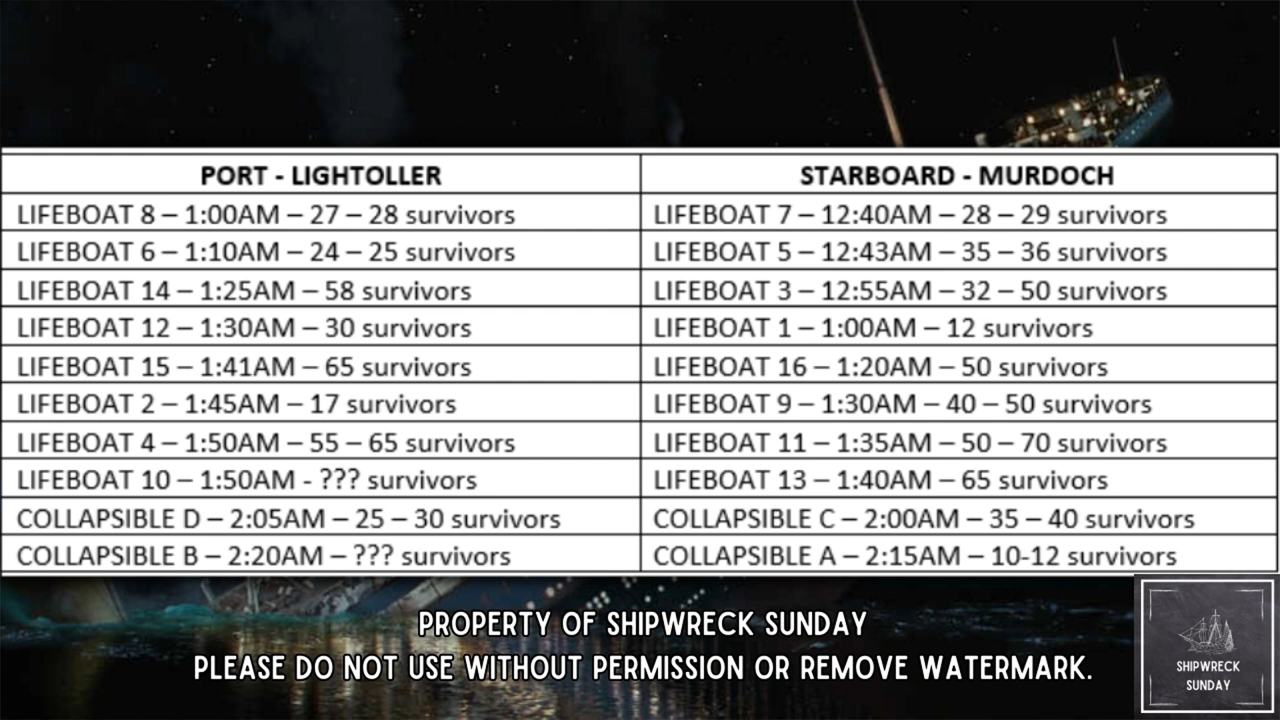 PORT - LIGHTOLLER STARBOARD - MURDOCH
LIFEBOAT 8 – 1:00AM – 27 – 28 survivors LIFEBOAT 7 – 12:40AM – 28 – 29 survivors
LIFEBOAT 6 – 1:10AM – 24 – 25 survivors LIFEBOAT 5 – 12:43AM – 35 – 36 survivors
LIFEBOAT 14 – 1:25AM – 58 survivors LIFEBOAT 3 – 12:55AM – 32 – 50 survivors
LIFEBOAT 12 – 1:30AM – 30 survivors LIFEBOAT 1 – 1:00AM – 12 survivors
LIFEBOAT 15 – 1:41AM – 65 survivors LIFEBOAT 16 – 1:20AM – 50 survivors
LIFEBOAT 2 – 1:45AM – 17 survivors LIFEBOAT 9 – 1:30AM – 40 – 50 survivors
LIFEBOAT 4 – 1:50AM – 55 – 65 survivors LIFEBOAT 11 – 1:35AM – 50 – 70 survivors
LIFEBOAT 10 – 1:50AM - ??? survivors LIFEBOAT 13 – 1:40AM – 65 survivors
COLLAPSIBLE D – 2:05AM – 25 – 30 survivors COLLAPSIBLE C – 2:00AM – 35 – 40 survivors
COLLAPSIBLE B – 2:20AM – ??? survivors COLLAPSIBLE A – 2:15AM – 10-12 survivors
PROPERTY OF SHIPWRECK SUNDAY
PLEASE DO NOT USE WITHOUT PERMISSION OR REMOVE WATERMARK.
SHIPWRECK
SUNDAY